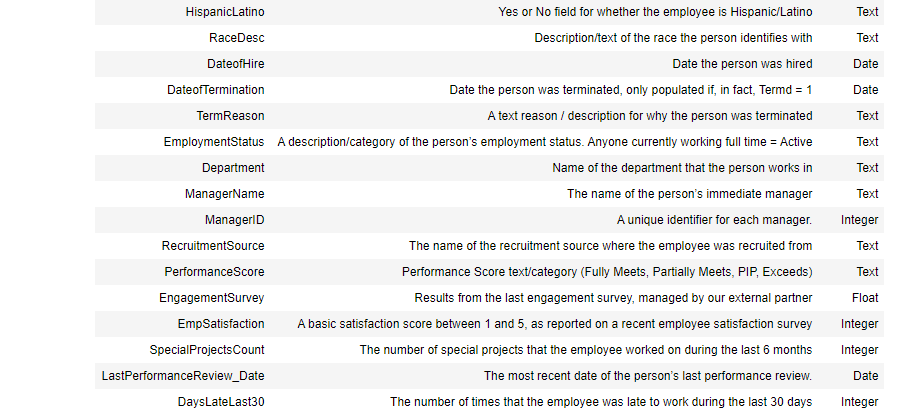 HispanicLatino Yes or No field for whether the employee is Hispanic/Latino Text
RaceDesc Description/text of the race the person identifies with Text
DateofHire Date the person was hired Date
DateofTermination Date the person was terminated, only populated if, in fact, Termd = 1 Date
TermReason A text reason / description for why the person was terminated Text
EmploymentStatus A description/category of the person's employment status. Anyone currently working full time = Active Text
Department Name of the department that the person works in Text
ManagerName The name of the person's immediate manager Text
ManagerID A unique identifier for each manager. Integer
RecruitmentSource The name of the recruitment source where the employee was recruited from Text
PerformanceScore Performance Score text/category (Fully Meets, Partially Meets, PIP, Exceeds) Text
EngagementSurvey Results from the last engagement survey, managed by our external partner Float
EmpSatisfaction A basic satisfaction score between 1 and 5, as reported on a recent employee satisfaction survey Integer
SpecialProjectsCount The number of special projects that the employee worked on during the last 6 months Integer
LastPerformanceReview_Date The most recent date of the person's last performance review. Date
DaysLateLast30 The number of times that the employee was late to work during the last 30 days Integer